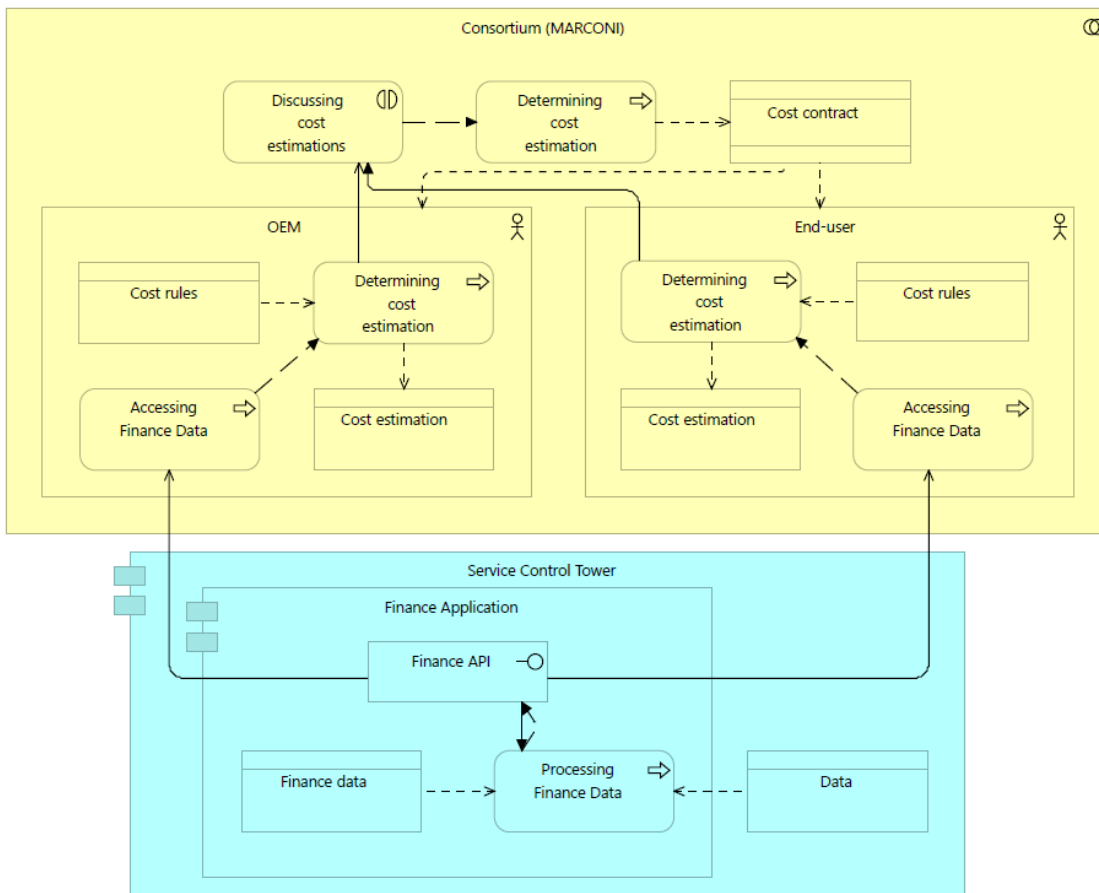 Consortium (MARCONI)
Discussing
cost
estimations
Determining
cost
estimation
Cost contract
OEM
Cost rules
Determining
cost
estimation
Accessing
Finance Data
Cost estimation
End-user
Determining
cost
estimation
Cost rules
Cost estimation
Accessing
Finance Data
Service Control Tower
Finance Application
Finance API
Finance data
Processing
Finance Data
Data